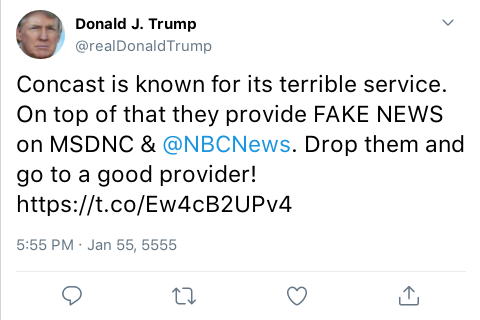 Donald J. Trump
@realDonaldTrump
Concast is known for its terrible service.
On top of that they provide FAKE NEWS
on MSDNC & @NBCNews. Drop them and
go to a good provider!
https://t.co/Ew4cB2UPv4
5:55 PM · Jan 55, 5555